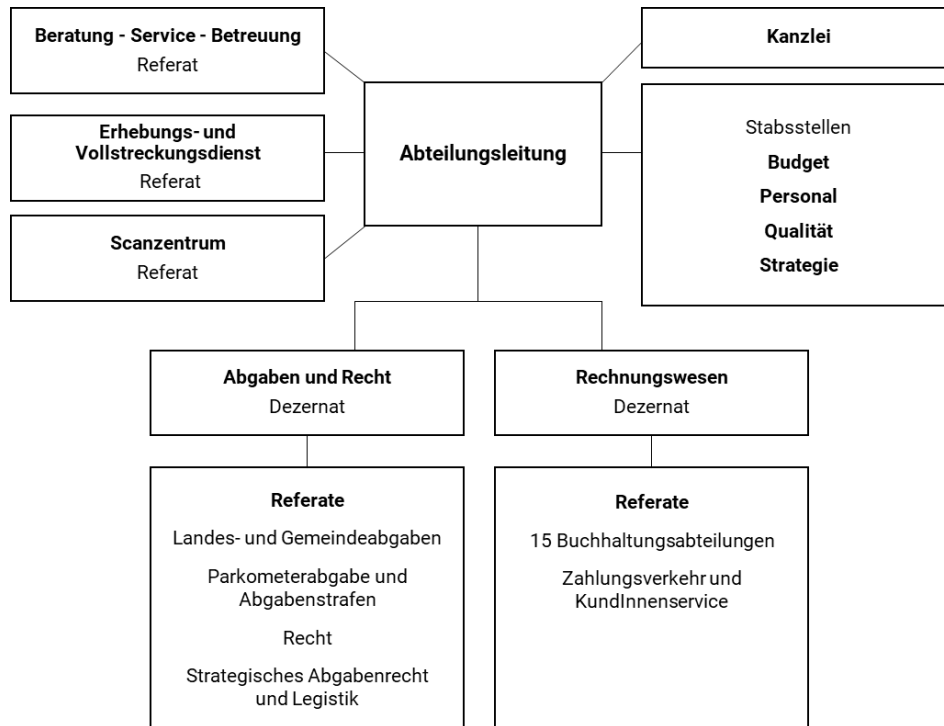 Beratung - Service - Betreuung
Referat
Erhebungs- und
Vollstreckungsdienst
Referat
Scanzentrum
Referat
Abteilungsleitung
Kanzlei
Stabsstellen
Budget
Personal
Qualität
Strategie
Abgaben und Recht
Dezernat
Rechnungswesen
Dezernat
Referate
Landes- und Gemeindeabgaben
Parkometerabgabe und
Abgabenstrafen
Recht
Strategisches Abgabenrecht
und Legistik
Referate
15 Buchhaltungsabteilungen
Zahlungsverkehr und
KundInnenservice